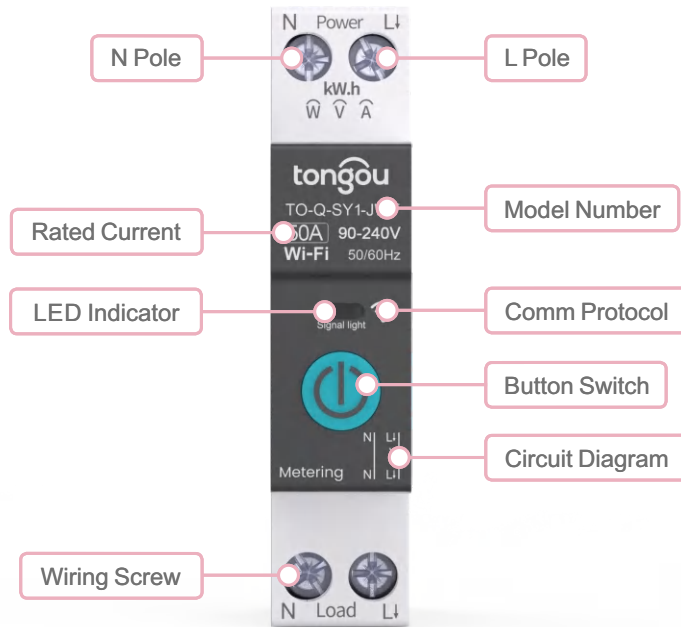 N Power L↓
N Pole
L Pole
kW.h
W V A
tongou
TO-Q-SY1-J
Model Number
Rated Current
90-240V
Wi-Fi 50/60Hz
LED Indicator
Signal light
Comm Protocol
Button Switch
N L↓
Circuit Diagram
Metering
N L↓
Wiring Screw
N Load L↓